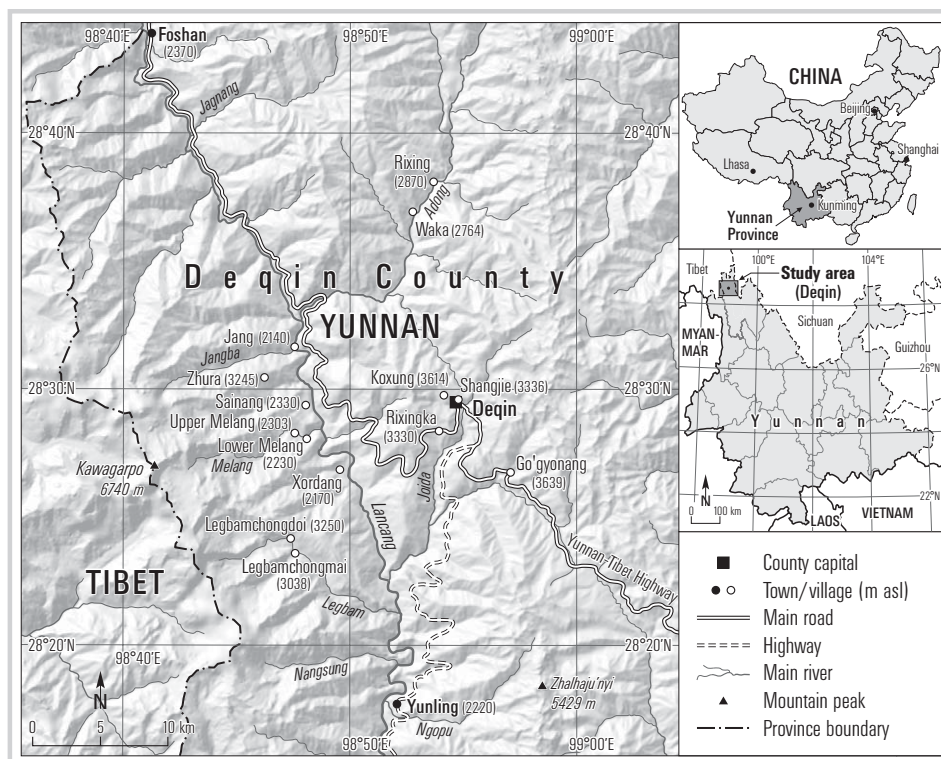 98°40'E
98°50'E
99°00'E
Foshan
(2370)
Jagnang
28°40'N
28°40'N
Rixing
(2870)
Adong
Waka (2764)
Deqin County
YUNNAN
Jang (2140)
Jangba
Zhura (3245)
28°30'N
28°30'N
Koxung (3614)
Shangjie (3336)
Deqin
Sainang (2330)
Upper Melang (2303)
Rixingka
(3330)
Lower Melang
(2230)
Melang
Kawagarpo
6740 m
Xordang
(2170)
Joida
Go'gyonang
(3639)
Lancang
Legbamchongdoi (3250)
Legbamchongmai
(3038)
Yunnan-Tibet Highway
TIBET
Legbam
28°20'N
28°20'N
98°40'E
Nangsung
N
Zhalhaju'nyi
5429 m
Yunling (2220)
Ngopu
0 5 10 km
98°50'E
99°00'E
CHINA
Beijing
Shanghai
Lhasa
Kunming
Yunnan
Province
Tibet
100°E
104°E
Study area
(Deqin)
Sichuan
MYAN-
MAR
Guizhou
26°N
Yunnan
N
0 100 km
22°N
LAOS
VIETNAM
County capital
Town/village (m asl)
Main road
Highway
Main river
Mountain peak
Province boundary